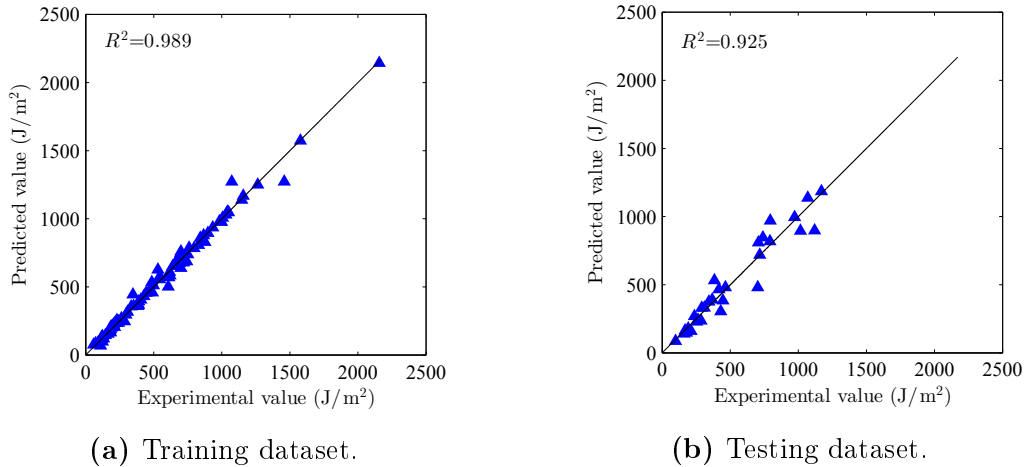 R²=0.989
2500
2000
1500
1000
500
0
0 500 1000 1500 2000 2500
Predicted value (J/m²)
Experimental value (J/m²)
(a) Training dataset.
R²=0.925
2500
2000
1500
1000
500
0
0 500 1000 1500 2000 2500
Predicted value (J/m²)
Experimental value (J/m²)
(b) Testing dataset.